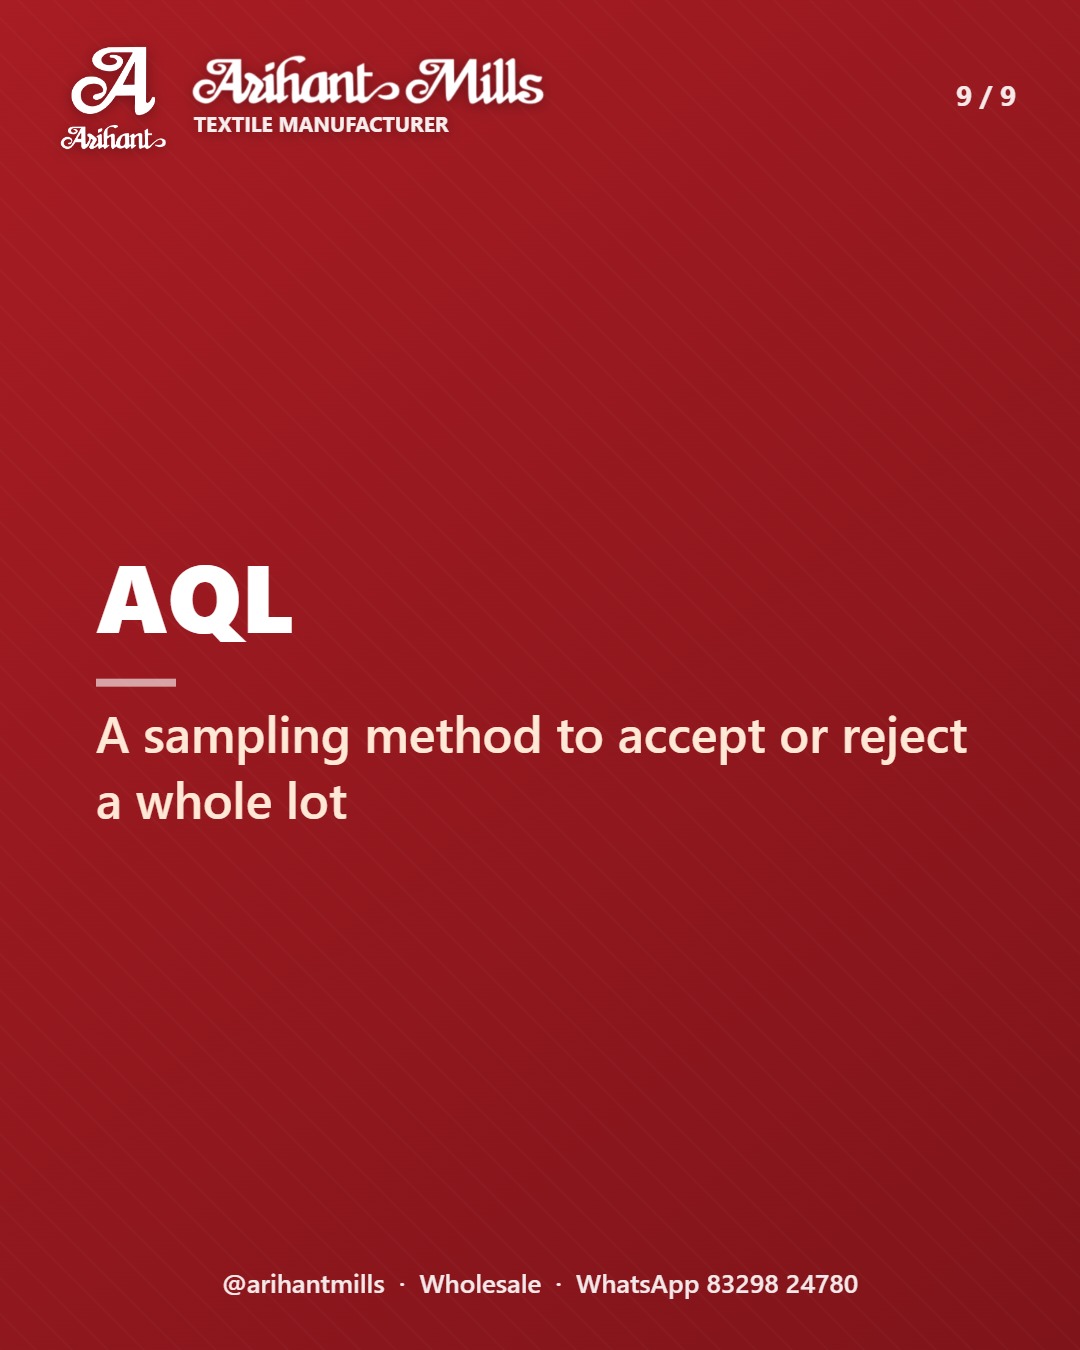 A
Arihant
Arihant Mills
TEXTILE MANUFACTURER
9 / 9
AQL
A sampling method to accept or reject
a whole lot
@arihantmills · Wholesale · WhatsApp 83298 24780